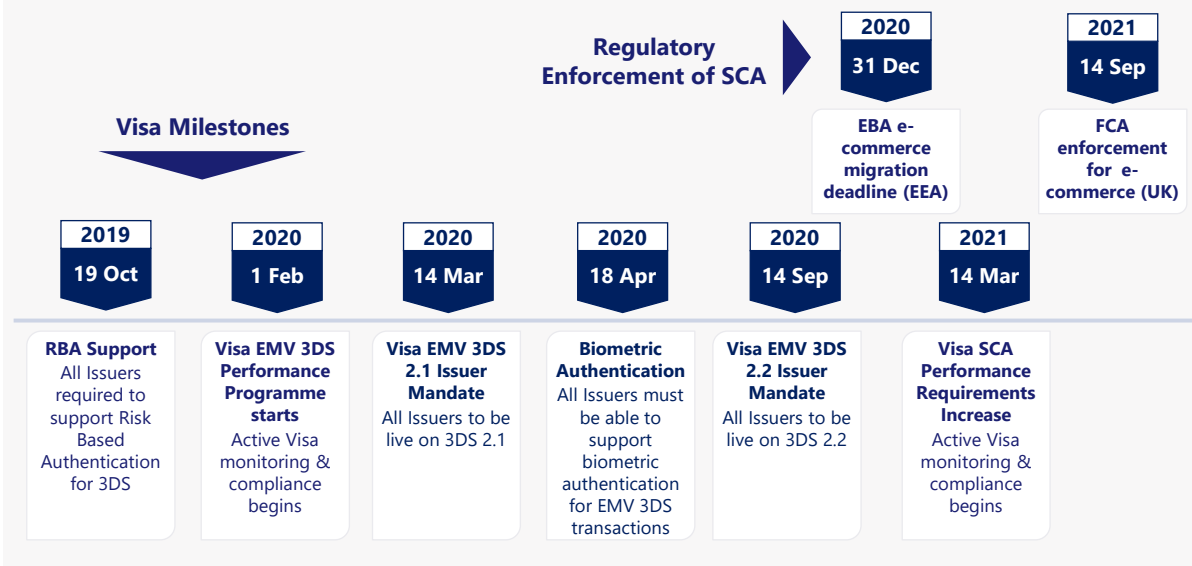 Regulatory
Enforcement of SCA
2020
31 Dec
EBA e-
commerce
migration
deadline (EEA)
2021
14 Sep
FCA
enforcement
for e-
commerce (UK)
Visa Milestones
2019
19 Oct
RBA Support
All Issuers
required to
support Risk
Based
Authentication
for 3DS
2020
1 Feb
Visa EMV 3DS
Performance
Programme
starts
Active Visa
monitoring &
compliance
begins
2020
14 Mar
Visa EMV 3DS
2.1 Issuer
Mandate
All Issuers to be
live on 3DS 2.1
2020
18 Apr
Biometric
Authentication
All Issuers must
be able to
support
biometric
authentication
for EMV 3DS
transactions
2020
14 Sep
Visa EMV 3DS
2.2 Issuer
Mandate
All Issuers to be
live on 3DS 2.2
2021
14 Mar
Visa SCA
Performance
Requirements
Increase
Active Visa
monitoring &
compliance
begins